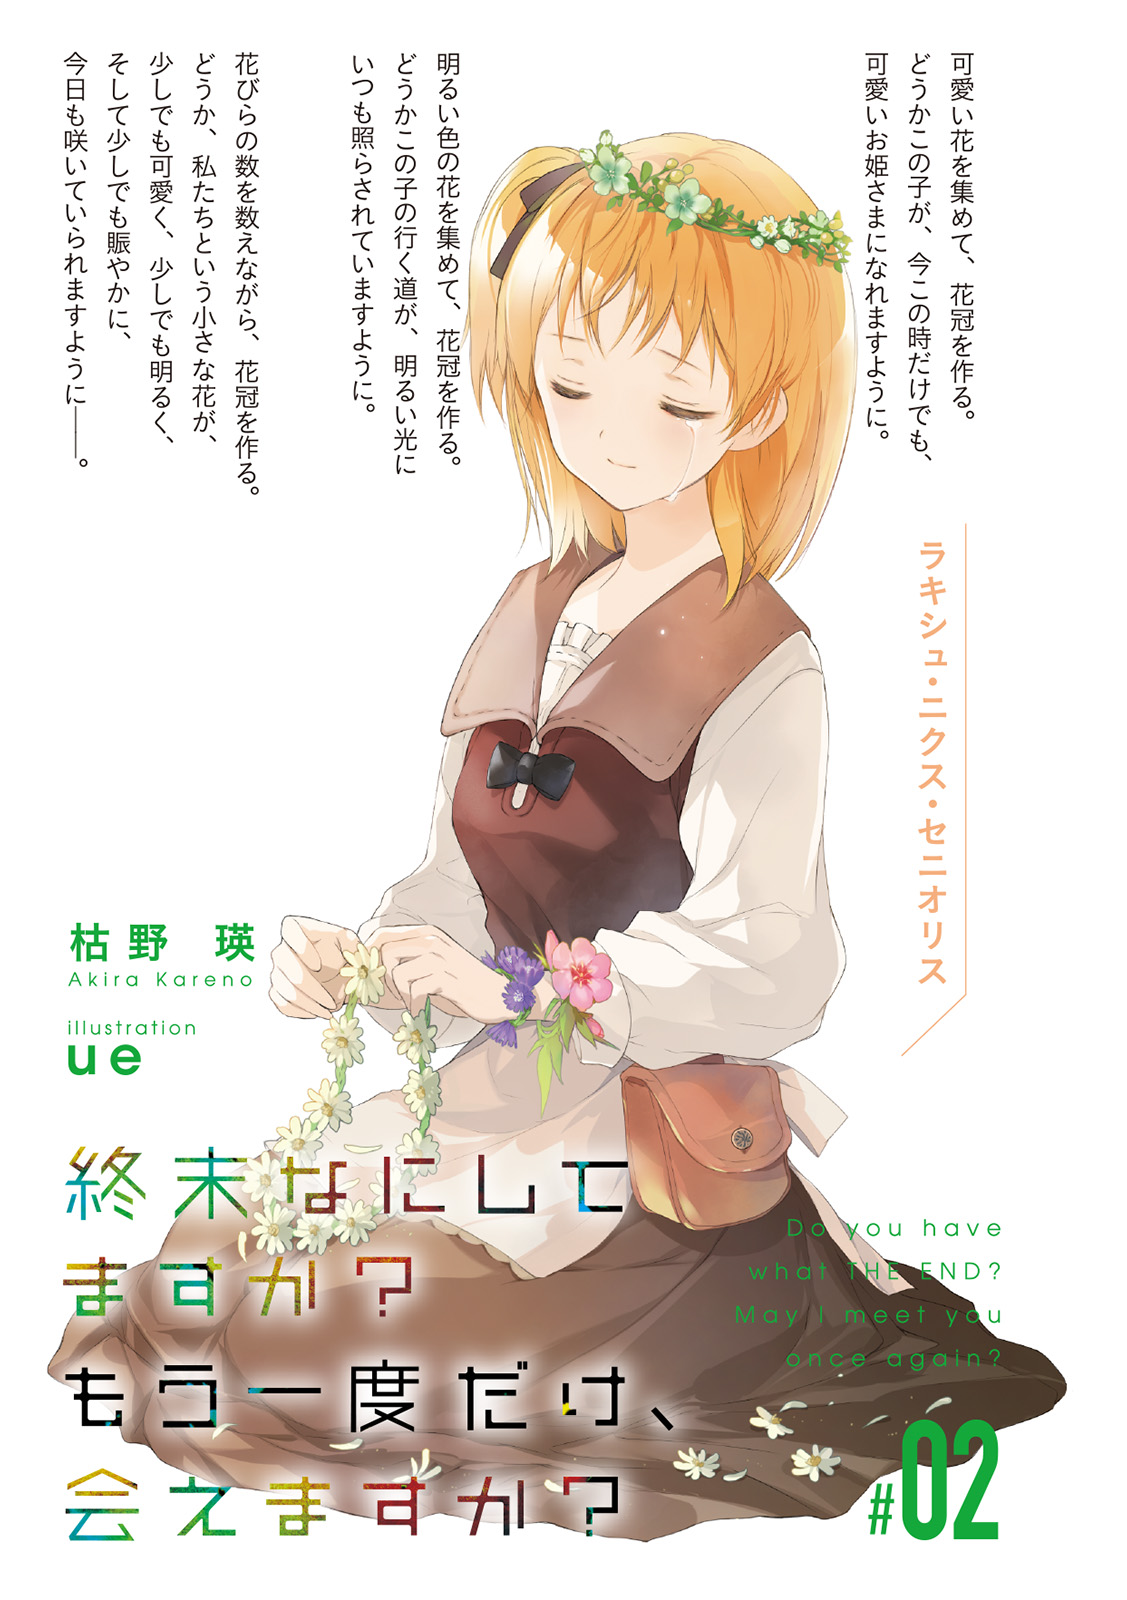 可愛い花を集めて、花冠を作る。
どうかこの子が、今この時だけでも、
可愛いお姫さまになれますように。
明るい色の花を集めて、花冠を作る。
どうかこの子の行く道が、明るい光に
いつも照らされていますように。
花びらの数を数えながら、花冠を作る。
どうか、私たちという小さな花が、
少しでも可愛く、少しでも明るく、
そして少しでも賑やかに、
今日も咲いていられますように――。
ラキシュ・ニクス・セニオリス
枯野 瑛
Akira Kareno
illustration
ue
終末なにして
ますか?
もう一度だけ、
会えますか?
Do you have
what THE END?
May I meet you
once again?
#02